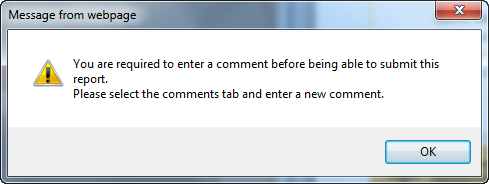 Message from webpage
You are required to enter a comment before being able to submit this
report.
Please select the comments tab and enter a new comment.
OK